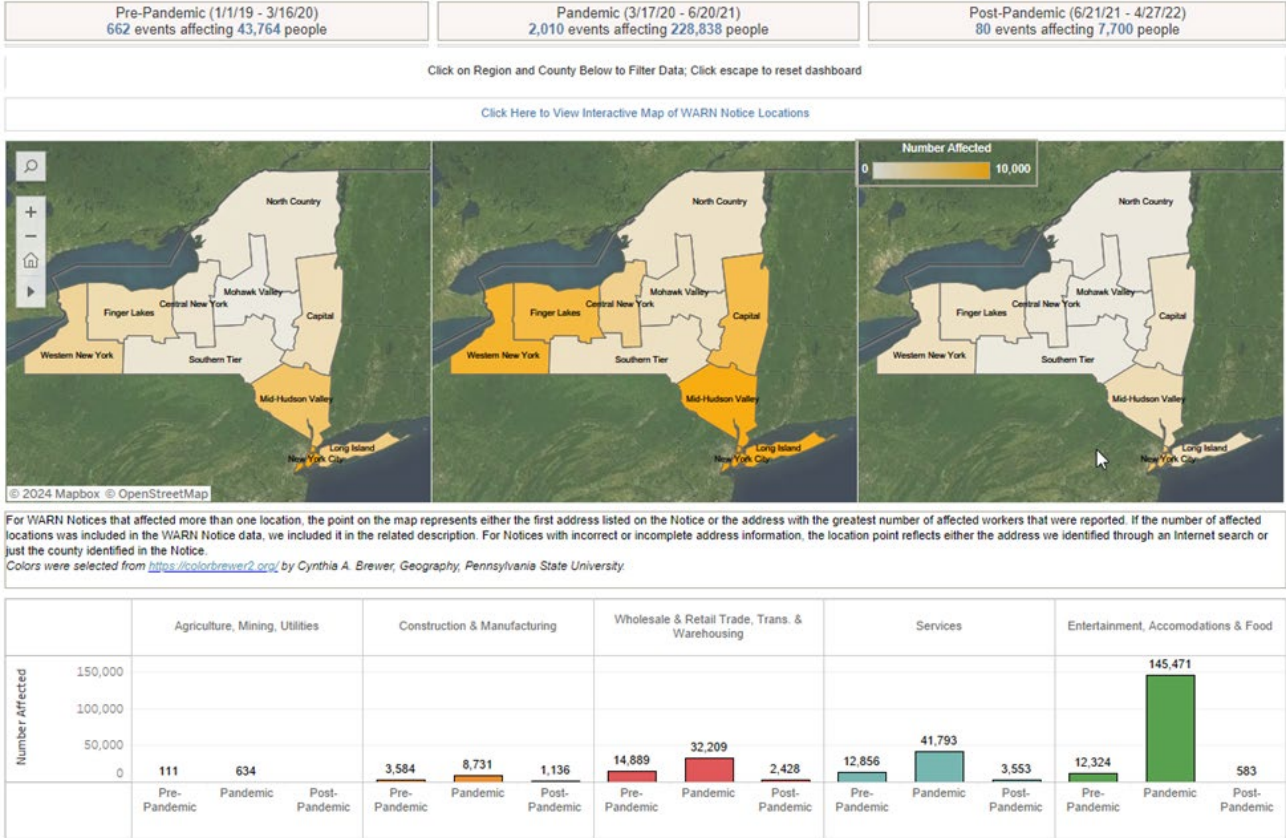 Pre-Pandemic (1/1/19 - 3/16/20)
662 events affecting 43,764 people
Pandemic (3/17/20 - 6/20/21)
2,010 events affecting 228,838 people
Post-Pandemic (6/21/21 - 4/27/22)
80 events affecting 7,700 people
Click on Region and County Below to Filter Data; Click escape to reset dashboard
Click Here to View Interactive Map of WARN Notice Locations
North Country
Mohawk Valley
Central New York
Finger Lakes
Capital
Western New York
Southern Tier
Mid-Hudson Valley
Long Island
New York City
© 2024 Mapbox © OpenStreetMap
North Country
Mohawk Valley
Central New York
Finger Lakes
Capital
Western New York
Southern Tier
Mid-Hudson Valley
Long Island
New York City
Number Affected
0 10,000
North Country
Mohawk Valley
Central New York
Finger Lakes
Capital
Western New York
Southern Tier
Mid-Hudson Valley
Long Island
New York City
For WARN Notices that affected more than one location, the point on the map represents either the first address listed on the Notice or the address with the greatest number of affected workers that were reported. If the number of affected
locations was included in the WARN Notice data, we included it in the related description. For Notices with incorrect or incomplete address information, the location point reflects either the address we identified through an Internet search or
just the county identified in the Notice.
Colors were selected from https://colorbrewer2.org/ by Cynthia A. Brewer, Geography, Pennsylvania State University.
Agriculture, Mining, Utilities
Construction & Manufacturing
Wholesale & Retail Trade, Trans. &
Warehousing
Services
Entertainment, Accomodations & Food
Number Affected
150,000
100,000
50,000
0
111
634
3,584
8,731
1,136
14,889
32,209
2,428
12,856
41,793
3,553
12,324
145,471
583
Pre-
Pandemic
Pandemic
Post-
Pandemic
Pre-
Pandemic
Pandemic
Post-
Pandemic
Pre-
Pandemic
Pandemic
Post-
Pandemic
Pre-
Pandemic
Pandemic
Post-
Pandemic
Pre-
Pandemic
Pandemic
Post-
Pandemic